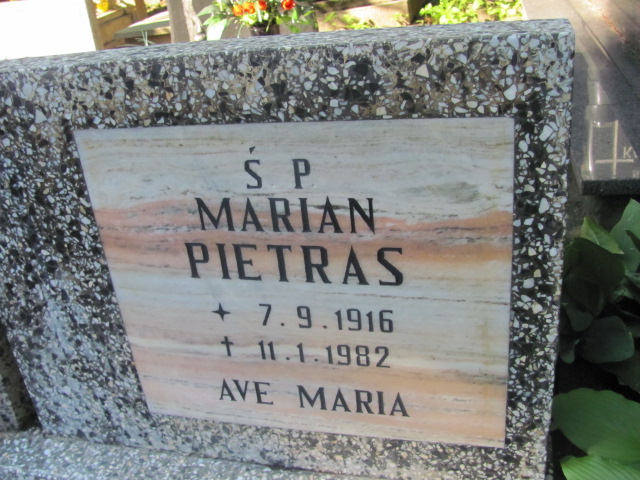 Ś P
MARIAN
PIETRAS
✦ 7.9.1916
† 11.1.1982
AVE MARIA